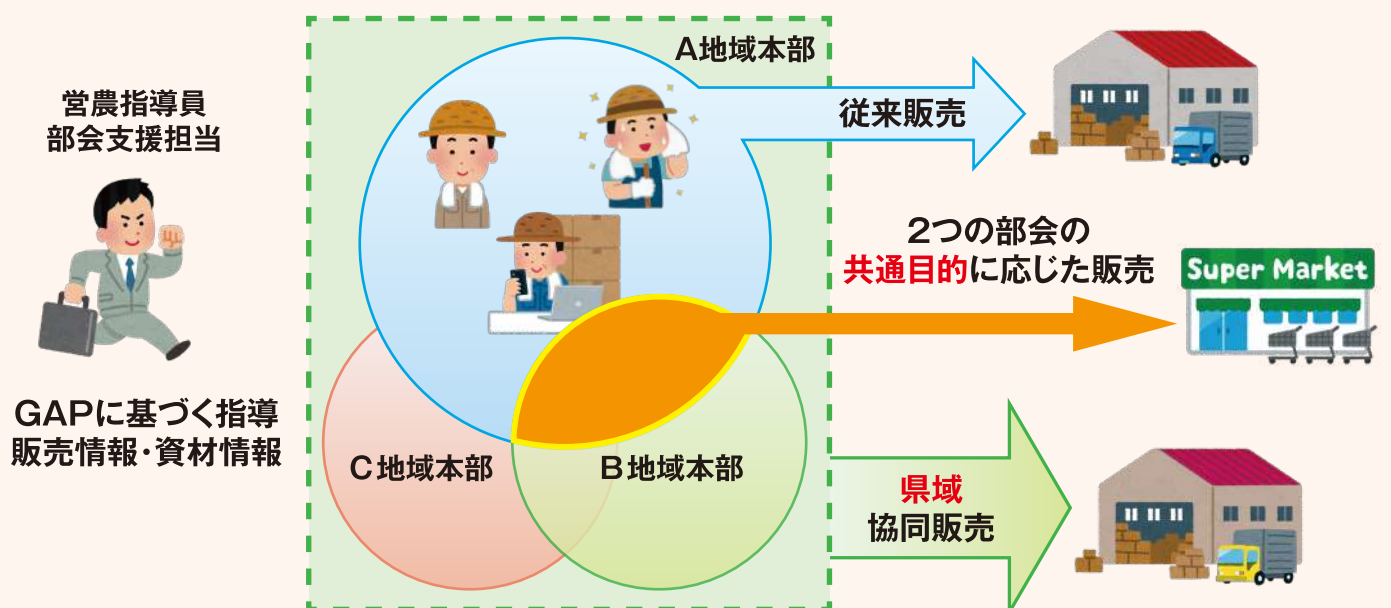 営農指導員
部会支援担当
GAPに基づく指導
販売情報・資材情報
A地域本部
C地域本部
B地域本部
従来販売
2つの部会の
共通目的に応じた販売
Super Market
県域
協同販売